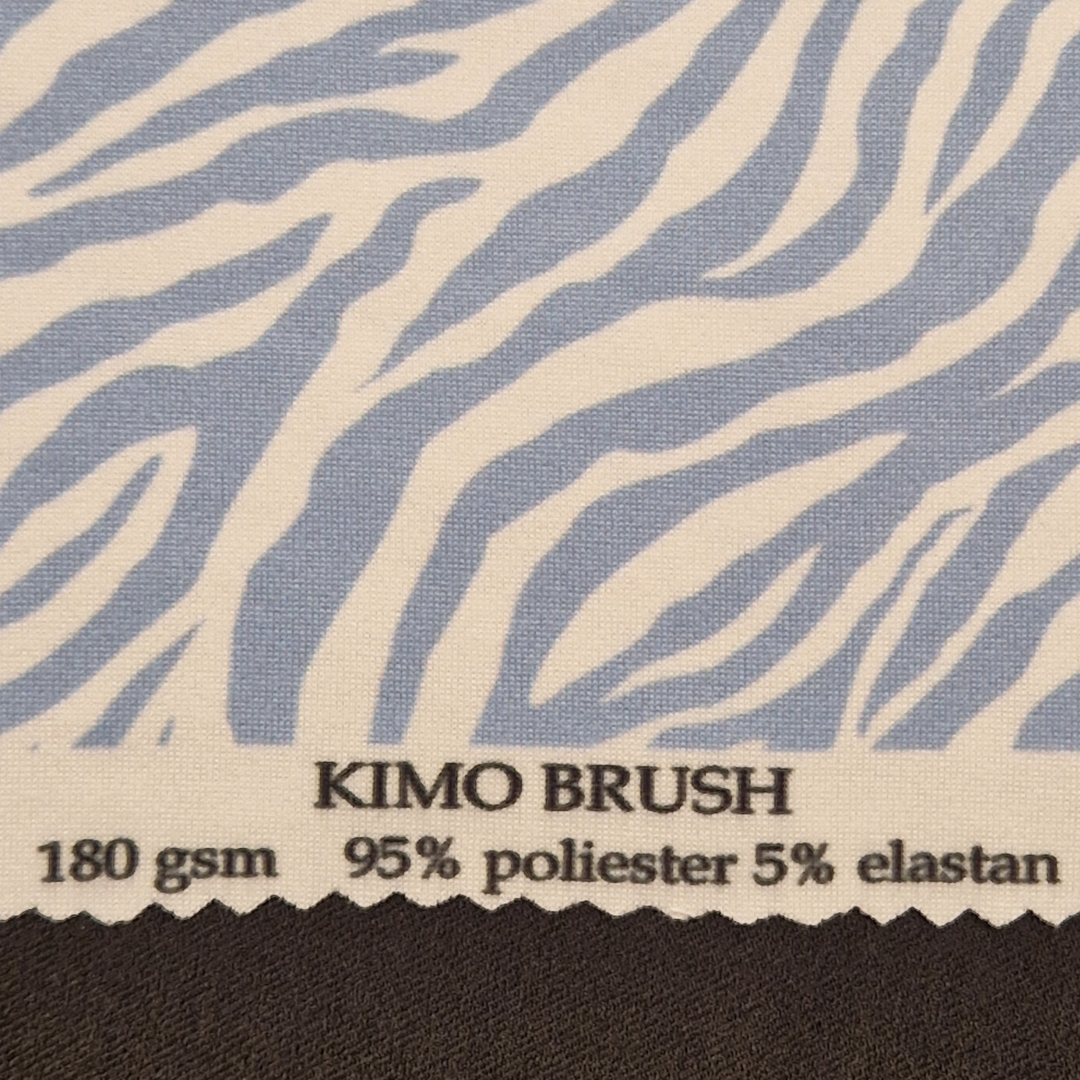 KIMO BRUSH
180 gsm 95% poliester 5% elastan